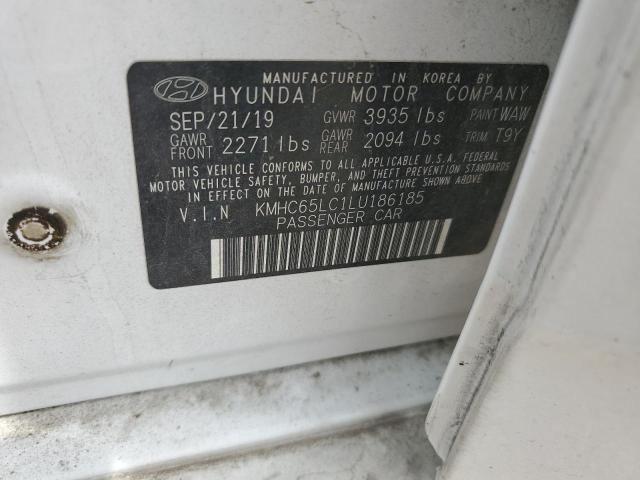 MANUFACTURED IN KOREA BY
HYUNDAI MOTOR COMPANY
SEP/21/19 GVWR 3935 lbs PAINT WAW
GAWR FRONT 2271 lbs GAWR REAR 2094 lbs TRIM T9Y
THIS VEHICLE CONFORMS TO ALL APPLICABLE U.S.A. FEDERAL
MOTOR VEHICLE SAFETY, BUMPER, AND THEFT PREVENTION STANDARDS
IN EFFECT ON THE DATE OF MANUFACTURE SHOWN ABOVE.
V.I.N KMHC65LC1LU186185
PASSENGER CAR